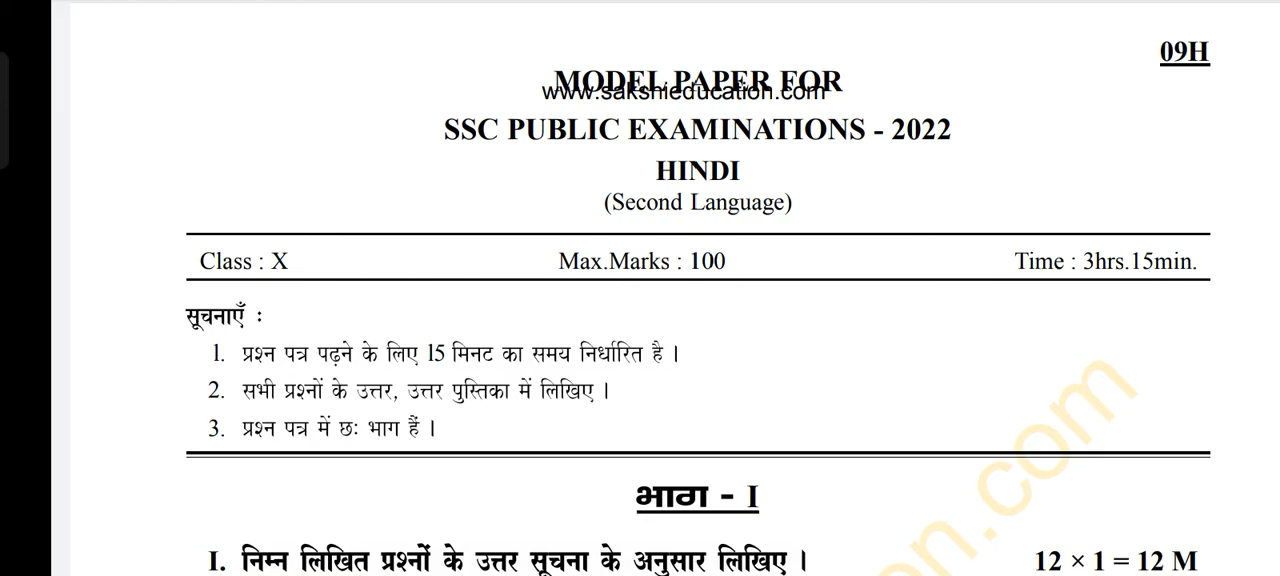 09H
MODEL PAPER FOR
www.sakshieducation.com
SSC PUBLIC EXAMINATIONS - 2022
HINDI
(Second Language)
Class : X Max.Marks : 100 Time : 3hrs.15min.
सूचनाएँ :
1. प्रश्न पत्र पढ़ने के लिए 15 मिनट का समय निर्धारित है ।
2. सभी प्रश्नों के उत्तर, उत्तर पुस्तिका में लिखिए ।
3. प्रश्न पत्र में छः भाग हैं ।
भाग - I
I. निम्न लिखित प्रश्नों के उत्तर सूचना के अनुसार लिखिए । 12 × 1 = 12 M
on.com